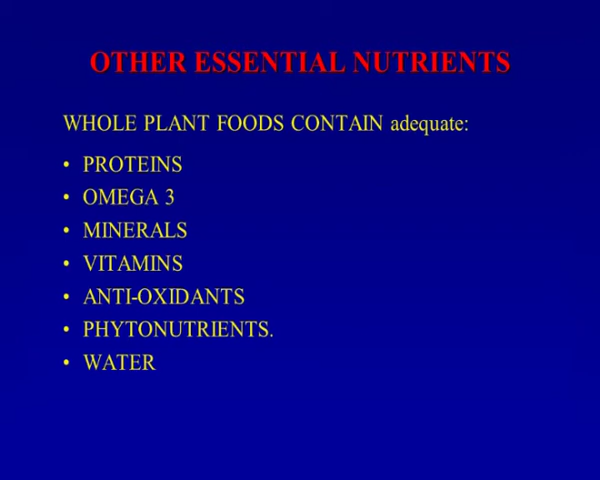 OTHER ESSENTIAL NUTRIENTS
WHOLE PLANT FOODS CONTAIN adequate:
• PROTEINS
• OMEGA 3
• MINERALS
• VITAMINS
• ANTI-OXIDANTS
• PHYTONUTRIENTS.
• WATER